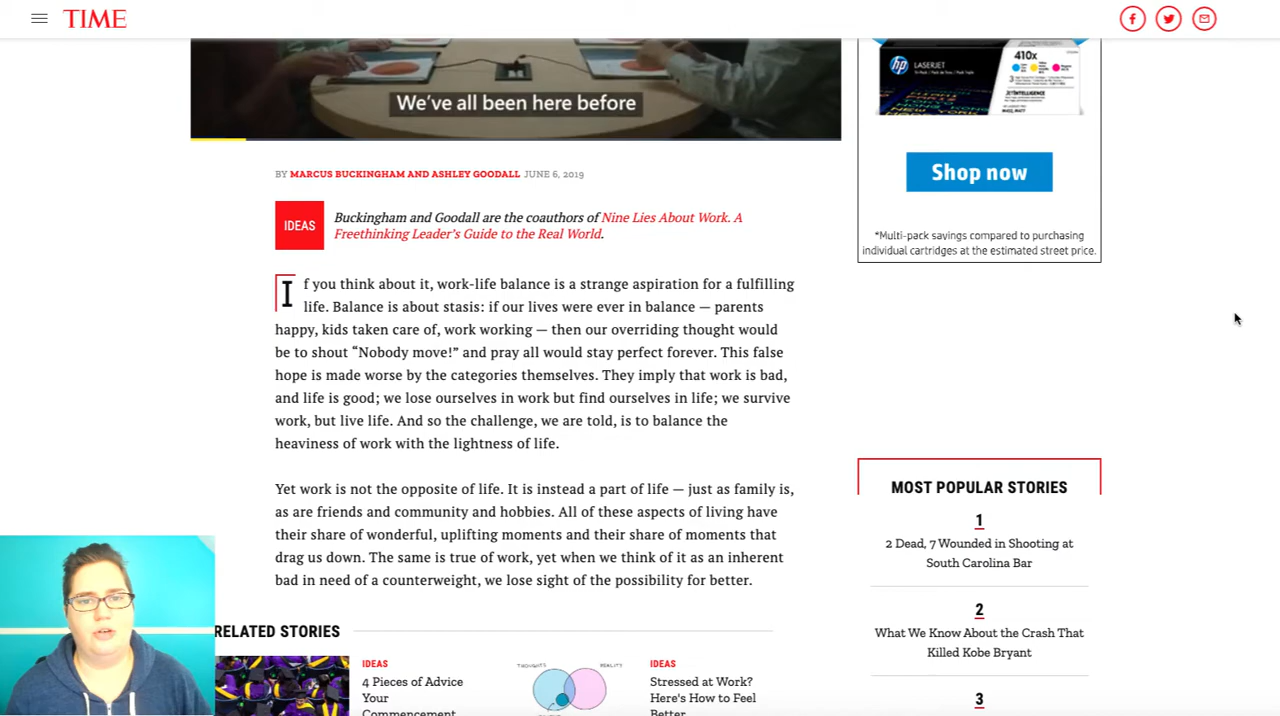 TIME
We've all been here before
BY MARCUS BUCKINGHAM AND ASHLEY GOODALL JUNE 6, 2019
IDEAS
Buckingham and Goodall are the coauthors of Nine Lies About Work. A
Freethinking Leader's Guide to the Real World.
If you think about it, work-life balance is a strange aspiration for a fulfilling
life. Balance is about stasis: if our lives were ever in balance — parents
happy, kids taken care of, work working — then our overriding thought would
be to shout “Nobody move!” and pray all would stay perfect forever. This false
hope is made worse by the categories themselves. They imply that work is bad,
and life is good; we lose ourselves in work but find ourselves in life; we survive
work, but live life. And so the challenge, we are told, is to balance the
heaviness of work with the lightness of life.
Yet work is not the opposite of life. It is instead a part of life — just as family is,
as are friends and community and hobbies. All of these aspects of living have
their share of wonderful, uplifting moments and their share of moments that
drag us down. The same is true of work, yet when we think of it as an inherent
bad in need of a counterweight, we lose sight of the possibility for better.
RELATED STORIES
IDEAS
4 Pieces of Advice
Your
Commencement
THOUGHTS
REALITY
IDEAS
Stressed at Work?
Here's How to Feel
Better
hp
LASERJET
410x
JETINTELLIGENCE
Shop now
*Multi-pack savings compared to purchasing
individual cartridges at the estimated street price.
MOST POPULAR STORIES
1
2 Dead, 7 Wounded in Shooting at
South Carolina Bar
2
What We Know About the Crash That
Killed Kobe Bryant
3